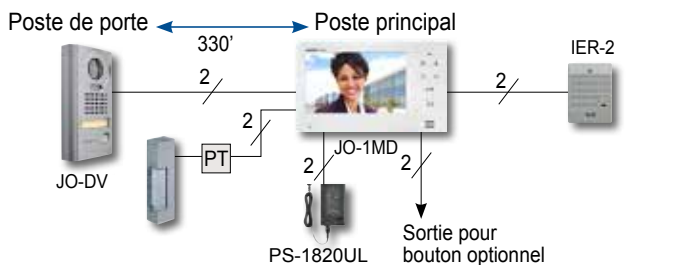 Poste de porte
Poste principal
330'
IER-2
2
2
2
JO-DV
PT
2
JO-1MD
2
PS-1820UL
Sortie pour
bouton optionnel